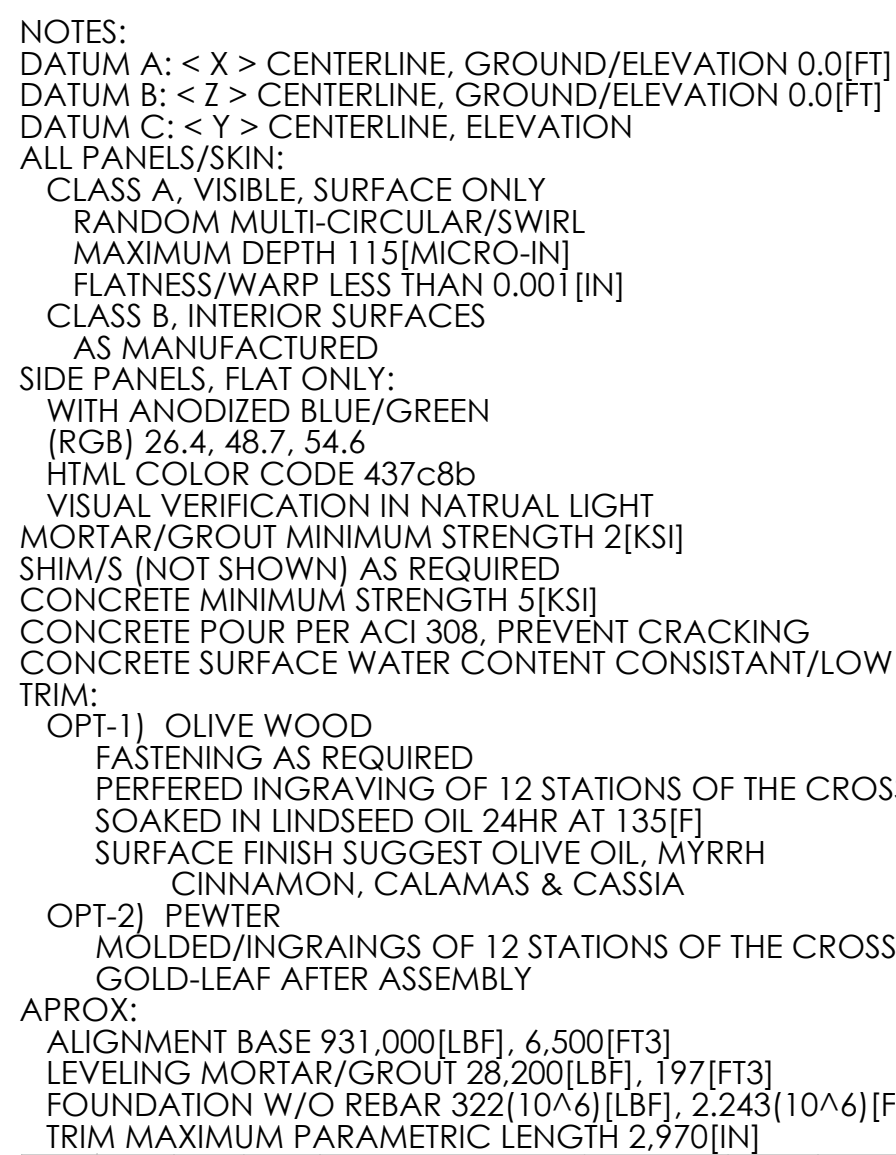 NOTES:
DATUM A: < X > CENTERLINE, GROUND/ELEVATION 0.0[FT]
DATUM B: < Z > CENTERLINE, GROUND/ELEVATION 0.0[FT]
DATUM C: < Y > CENTERLINE, ELEVATION
ALL PANELS/SKIN:
CLASS A, VISIBLE, SURFACE ONLY
RANDOM MULTI-CIRCULAR/SWIRL
MAXIMUM DEPTH 115[MICRO-IN]
FLATNESS/WARP LESS THAN 0.001[IN]
CLASS B, INTERIOR SURFACES
AS MANUFACTURED
SIDE PANELS, FLAT ONLY:
WITH ANODIZED BLUE/GREEN
(RGB) 26.4, 48.7, 54.6
HTML COLOR CODE 437c8b
VISUAL VERIFICATION IN NATRUAL LIGHT
MORTAR/GROUT MINIMUM STRENGTH 2[KSI]
SHIM/S (NOT SHOWN) AS REQUIRED
CONCRETE MINIMUM STRENGTH 5[KSI]
CONCRETE POUR PER ACI 308, PREVENT CRACKING
CONCRETE SURFACE WATER CONTENT CONSISTANT/LOW
TRIM:
OPT-1) OLIVE WOOD
FASTENING AS REQUIRED
PERFERED INGRAVING OF 12 STATIONS OF THE CROSS
SOAKED IN LINDSEED OIL 24HR AT 135[F]
SURFACE FINISH SUGGEST OLIVE OIL, MYRRH
CINNAMON, CALAMAS & CASSIA
OPT-2) PEWTER
MOLDED/INGRAINGS OF 12 STATIONS OF THE CROSS
GOLD-LEAF AFTER ASSEMBLY
APROX:
ALIGNMENT BASE 931,000[LBF], 6,500[FT3]
LEVELING MORTAR/GROUT 28,200[LBF], 197[FT3]
FOUNDATION W/O REBAR 322(10^6)[LBF], 2.243(10^6)[F
TRIM MAXIMUM PARAMETRIC LENGTH 2,970[IN]